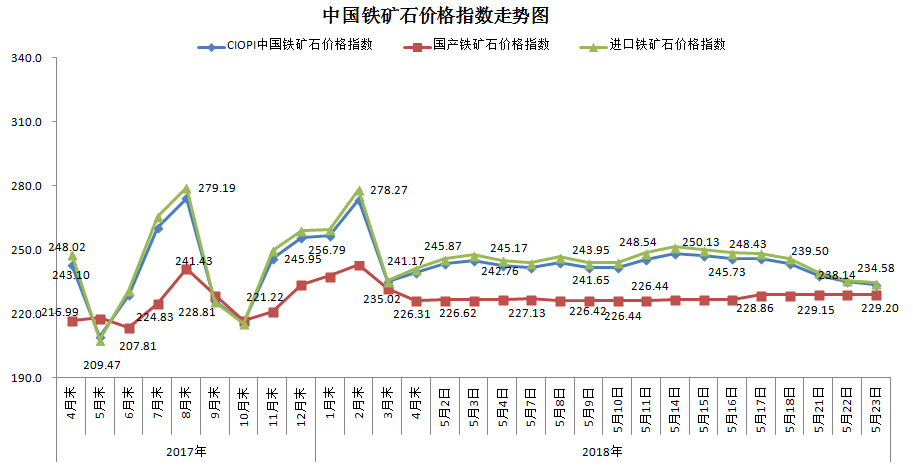 中国铁矿石价格指数走势图
CIOPI中国铁矿石价格指数 国产铁矿石价格指数 进口铁矿石价格指数
340.0
310.0
280.0
250.0
220.0
190.0
248.02
243.10
216.99
209.47
207.81
224.83
241.43
279.19
228.81
221.22
245.95
256.79
278.27
235.02
241.17
226.31
245.87
226.62
245.17
242.76
227.13
243.95
241.65
226.42
226.44
248.54
226.44
250.13
248.43
245.73
228.86
239.50
238.14
229.15
234.58
229.20
4月末
5月末
6月末
7月末
8月末
9月末
10月末
11月末
12月末
1月末
2月末
3月末
4月末
5月2日
5月3日
5月4日
5月7日
5月8日
5月9日
5月10日
5月11日
5月14日
5月15日
5月16日
5月17日
5月18日
5月21日
5月22日
5月23日
2017年 2018年